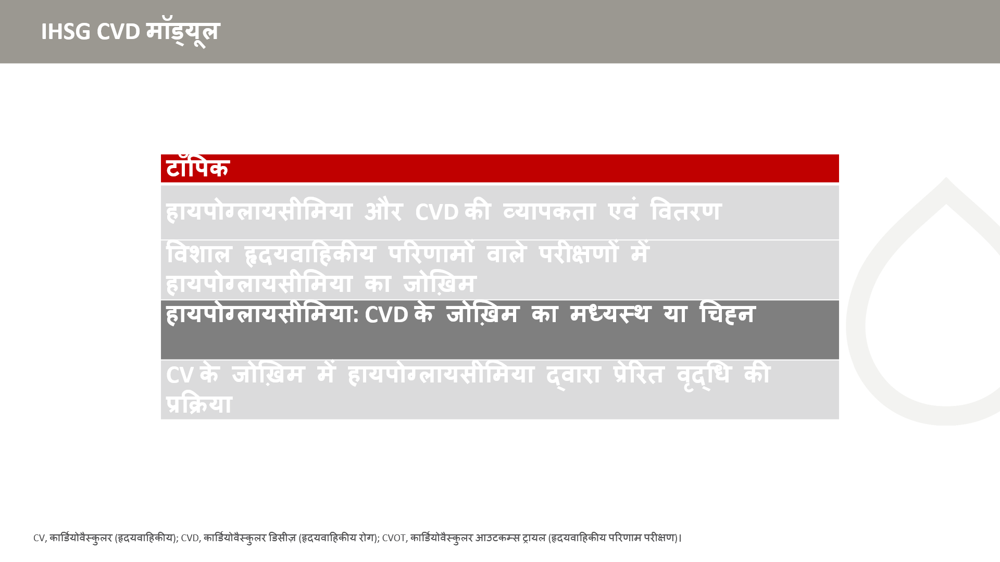 IHSG CVD मॉड्यूल
टॉपिक
हायपोग्लायसीमिया और CVD की व्यापकता एवं वितरण
विशाल हृदयवाहिकीय परिणामों वाले परीक्षणों में
हायपोग्लायसीमिया का जोख़िम
हायपोग्लायसीमिया: CVD के जोख़िम का मध्यस्थ या चिह्न
CV के जोख़िम में हायपोग्लायसीमिया द्वारा प्रेरित वृद्धि की
प्रक्रिया
CV, कार्डियोवैस्कुलर (हृदयवाहिकीय); CVD, कार्डियोवैस्कुलर डिसीज़ (हृदयवाहिकीय रोग); CVOT, कार्डियोवैस्कुलर आउटकम्स ट्रायल (हृदयवाहिकीय परिणाम परीक्षण)।